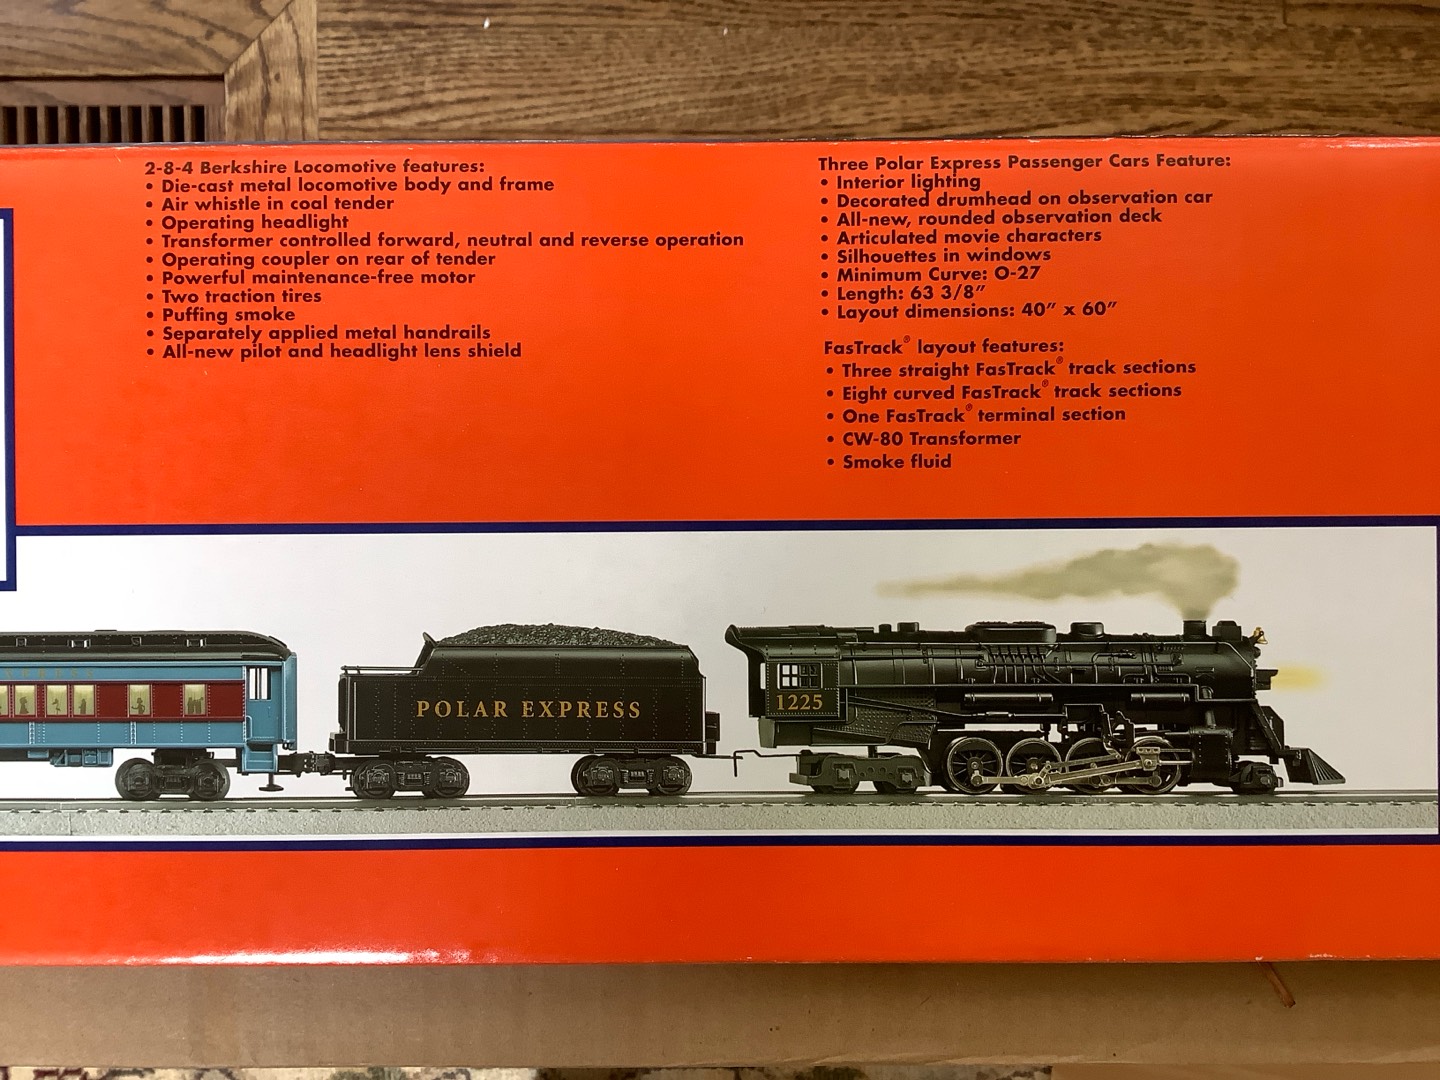 2-8-4 Berkshire Locomotive features:
• Die-cast metal locomotive body and frame
• Air whistle in coal tender
• Operating headlight
• Transformer controlled forward, neutral and reverse operation
• Operating coupler on rear of tender
• Powerful maintenance-free motor
• Two traction tires
• Puffing smoke
• Separately applied metal handrails
• All-new pilot and headlight lens shield
Three Polar Express Passenger Cars Feature:
• Interior lighting
• Decorated drumhead on observation car
• All-new, rounded observation deck
• Articulated movie characters
• Silhouettes in windows
• Minimum Curve: O-27
• Length: 63 3/8”
• Layout dimensions: 40” x 60”
FasTrack® layout features:
• Three straight FasTrack® track sections
• Eight curved FasTrack® track sections
• One FasTrack® terminal section
• CW-80 Transformer
• Smoke fluid
POLAR EXPRESS
1225